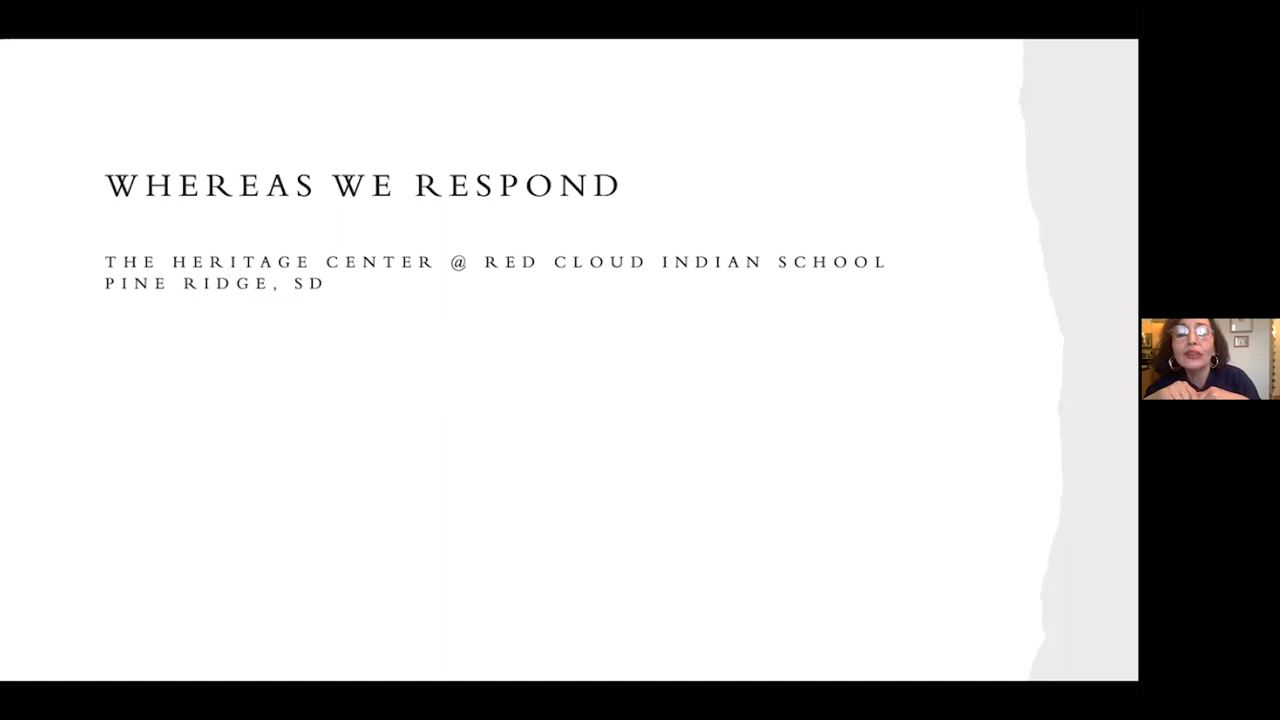 WHEREAS WE RESPOND
THE HERITAGE CENTER @ RED CLOUD INDIAN SCHOOL
PINE RIDGE, SD